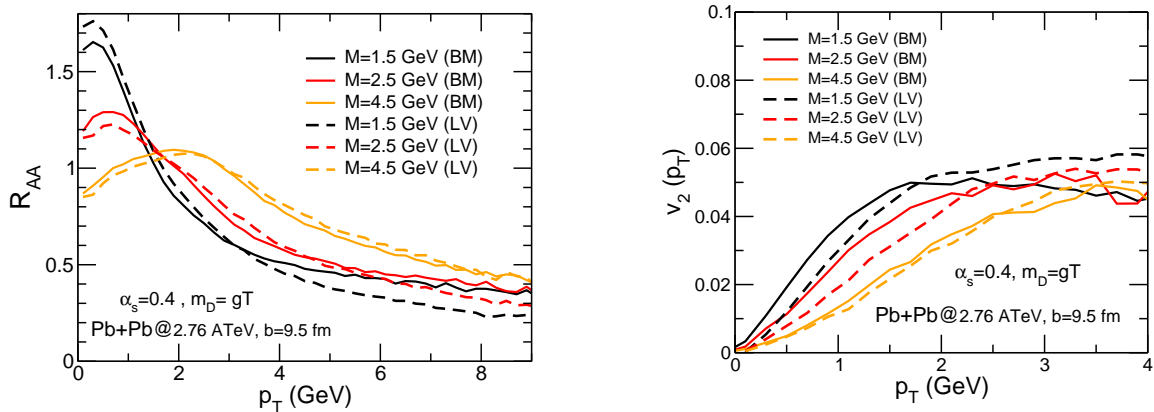 R_AA
1.5
1
0.5
0
M=1.5 GeV (BM)
M=2.5 GeV (BM)
M=4.5 GeV (BM)
M=1.5 GeV (LV)
M=2.5 GeV (LV)
M=4.5 GeV (LV)
α_s=0.4 , m_D= gT
Pb+Pb@2.76 ATeV, b=9.5 fm
0 2 4 6 8
p_T (GeV)
v_2 (p_T)
0.1
0.08
0.06
0.04
0.02
0
M=1.5 GeV (BM)
M=2.5 GeV (BM)
M=4.5 GeV (BM)
M=1.5 GeV (LV)
M=2.5 GeV (LV)
M=4.5 GeV (LV)
α_s=0.4, m_D= gT
Pb+Pb@2.76 ATeV, b=9.5 fm
0 1 2 3 4
p_T (GeV)